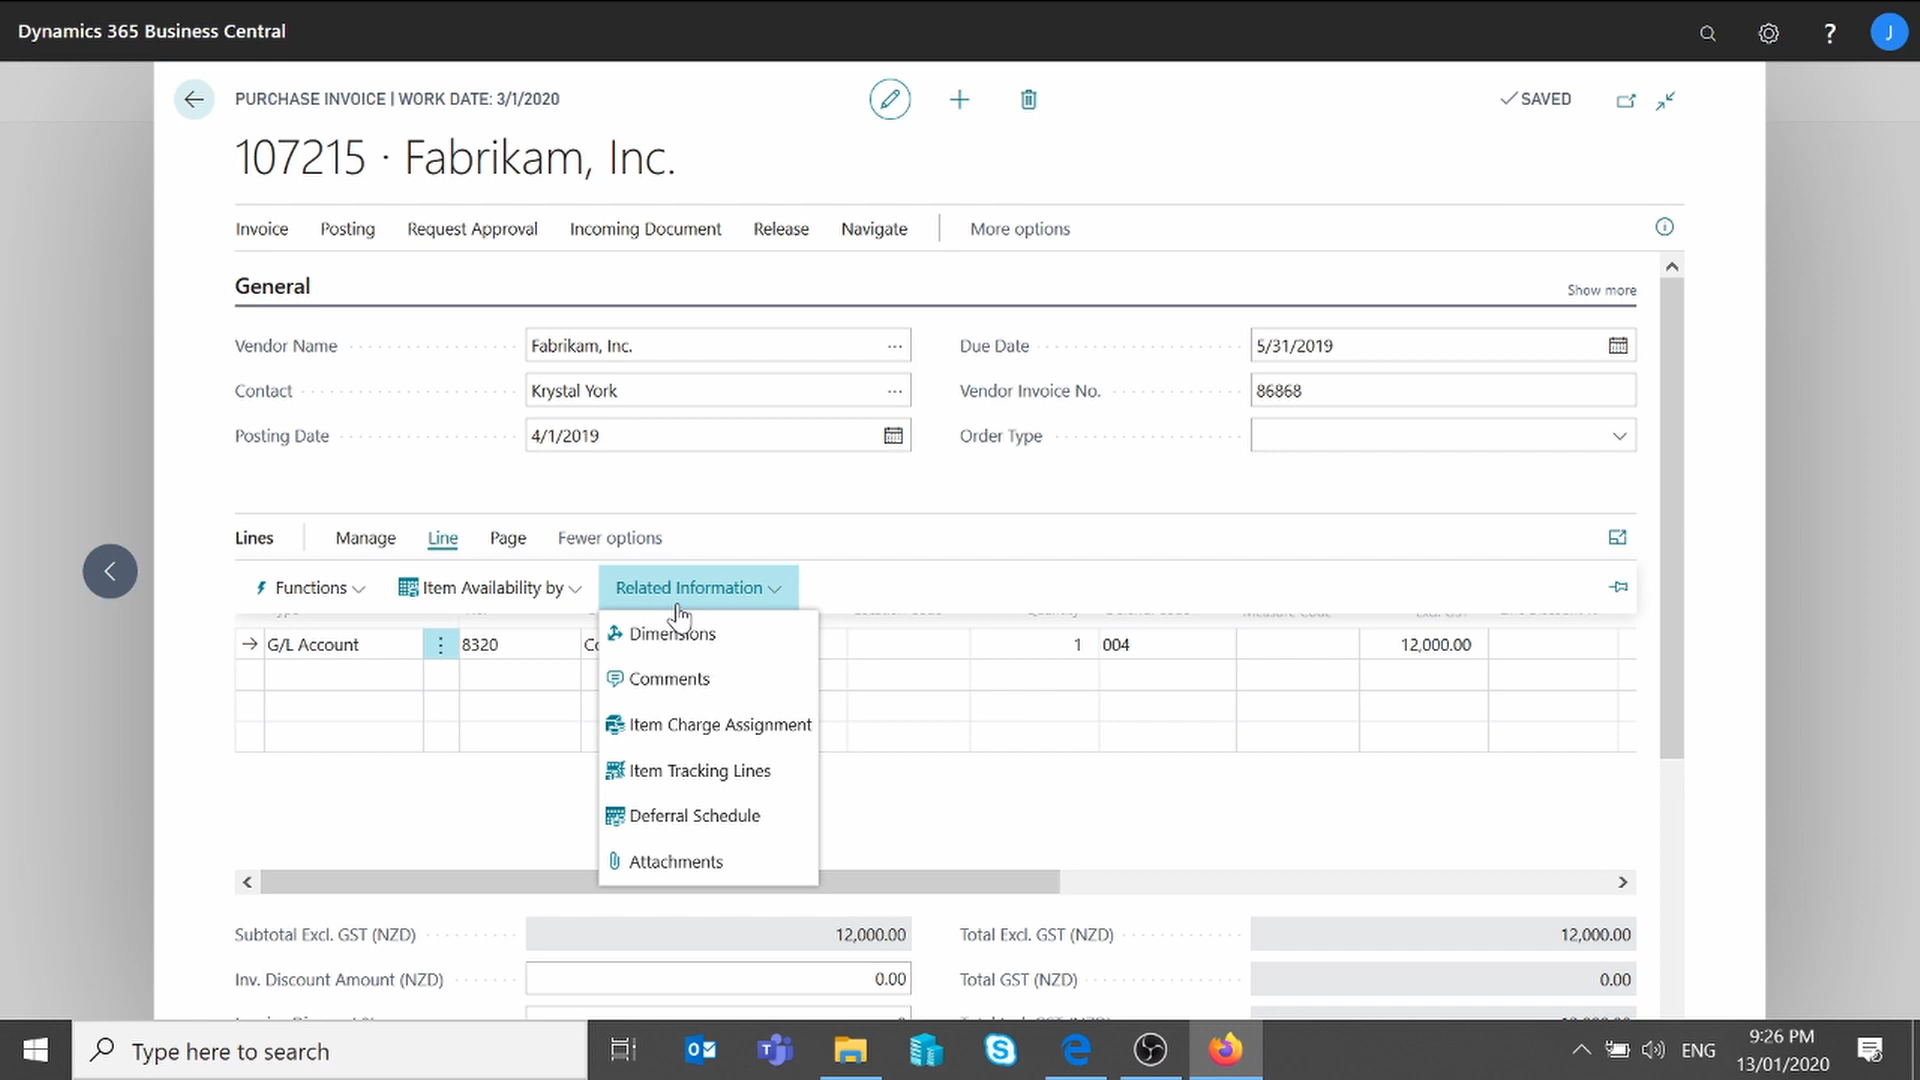 Dynamics 365 Business Central
?
J
PURCHASE INVOICE | WORK DATE: 3/1/2020
SAVED
107215 · Fabrikam, Inc.
Invoice Posting Request Approval Incoming Document Release Navigate More options
General
Show more
Vendor Name Fabrikam, Inc. Due Date 5/31/2019
Contact Krystal York Vendor Invoice No. 86868
Posting Date 4/1/2019 Order Type
Lines Manage Line Page Fewer options
Functions Item Availability by Related Information
G/L Account 8320 1 004 12,000.00
Dimensions
Comments
Item Charge Assignment
Item Tracking Lines
Deferral Schedule
Attachments
Subtotal Excl. GST (NZD) 12,000.00 Total Excl. GST (NZD) 12,000.00
Inv. Discount Amount (NZD) 0.00 Total GST (NZD) 0.00
Type here to search
ENG
9:26 PM
13/01/2020